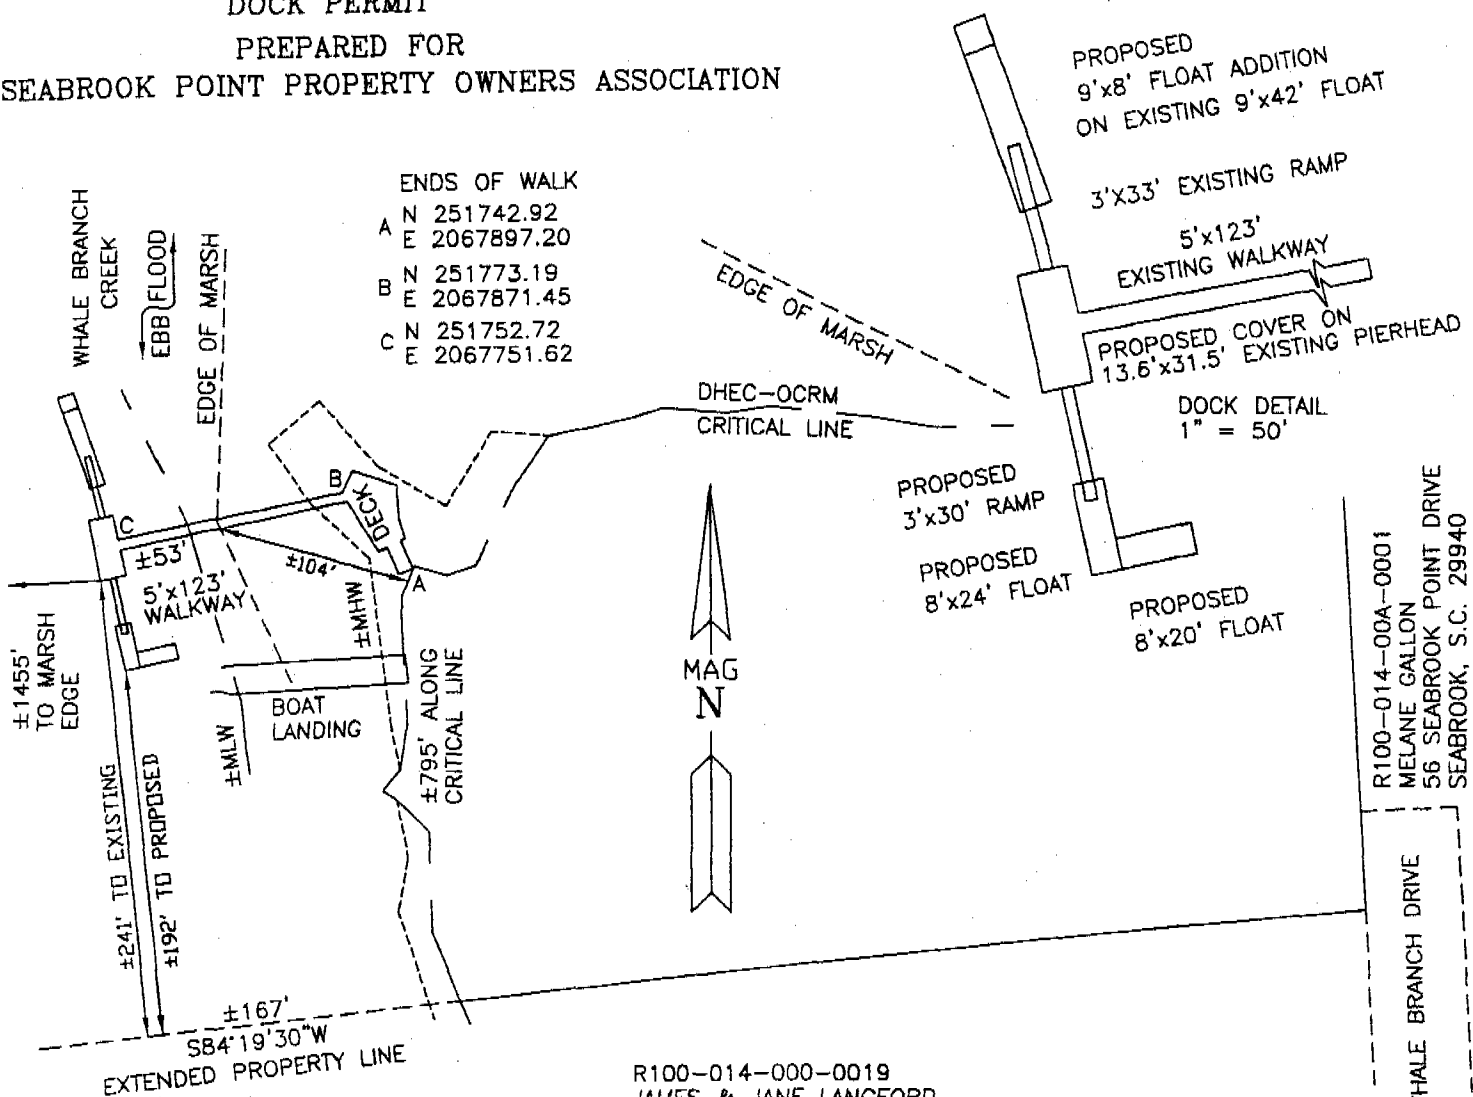 DOCK PERMIT
PREPARED FOR
SEABROOK POINT PROPERTY OWNERS ASSOCIATION
ENDS OF WALK
A N 251742.92
E 2067897.20
B N 251773.19
E 2067871.45
C N 251752.72
E 2067751.62
WHALE BRANCH
CREEK
EBB
FLOOD
EDGE OF MARSH
PROPOSED
9'x8' FLOAT ADDITION
ON EXISTING 9'x42' FLOAT
3'X33' EXISTING RAMP
5'x123'
EXISTING WALKWAY
EDGE OF MARSH
PROPOSED COVER ON
13.6'x31.5' EXISTING PIERHEAD
DOCK DETAIL
1" = 50'
DHEC-OCRM
CRITICAL LINE
PROPOSED
3'x30' RAMP
PROPOSED
8'x24' FLOAT
PROPOSED
8'x20' FLOAT
B
DECK
C
±53'
±104'
A
5'x123'
WALKWAY
±MHW
±1455'
TO MARSH
EDGE
BOAT
LANDING
±MLW
±795' ALONG
CRITICAL LINE
MAG
N
±241' TO EXISTING
±192' TO PROPOSED
±167'
S84°19'30"W
EXTENDED PROPERTY LINE
R100-014-00A-0001
MELANE GALLON
56 SEABROOK POINT DRIVE
SEABROOK, S.C. 29940
WHALE BRANCH DRIVE
R100-014-000-0019
JAMES & JANE LANGFORD